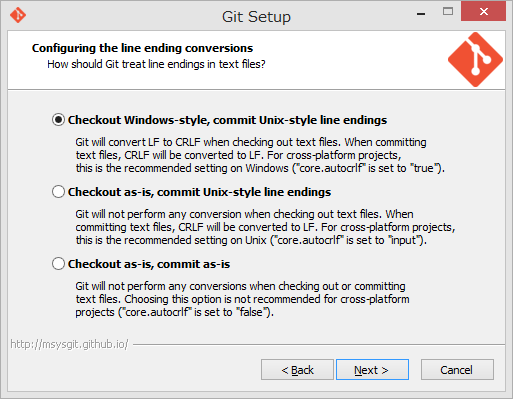 Git Setup
Configuring the line ending conversions
How should Git treat line endings in text files?
Checkout Windows-style, commit Unix-style line endings
Git will convert LF to CRLF when checking out text files. When committing
text files, CRLF will be converted to LF. For cross-platform projects,
this is the recommended setting on Windows ("core.autocrlf" is set to "true").
Checkout as-is, commit Unix-style line endings
Git will not perform any conversion when checking out text files. When
committing text files, CRLF will be converted to LF. For cross-platform projects,
this is the recommended setting on Unix ("core.autocrlf" is set to "input").
Checkout as-is, commit as-is
Git will not perform any conversions when checking out or committing
text files. Choosing this option is not recommended for cross-platform
projects ("core.autocrlf" is set to "false").
http://msysgit.github.io/
< Back
Next >
Cancel